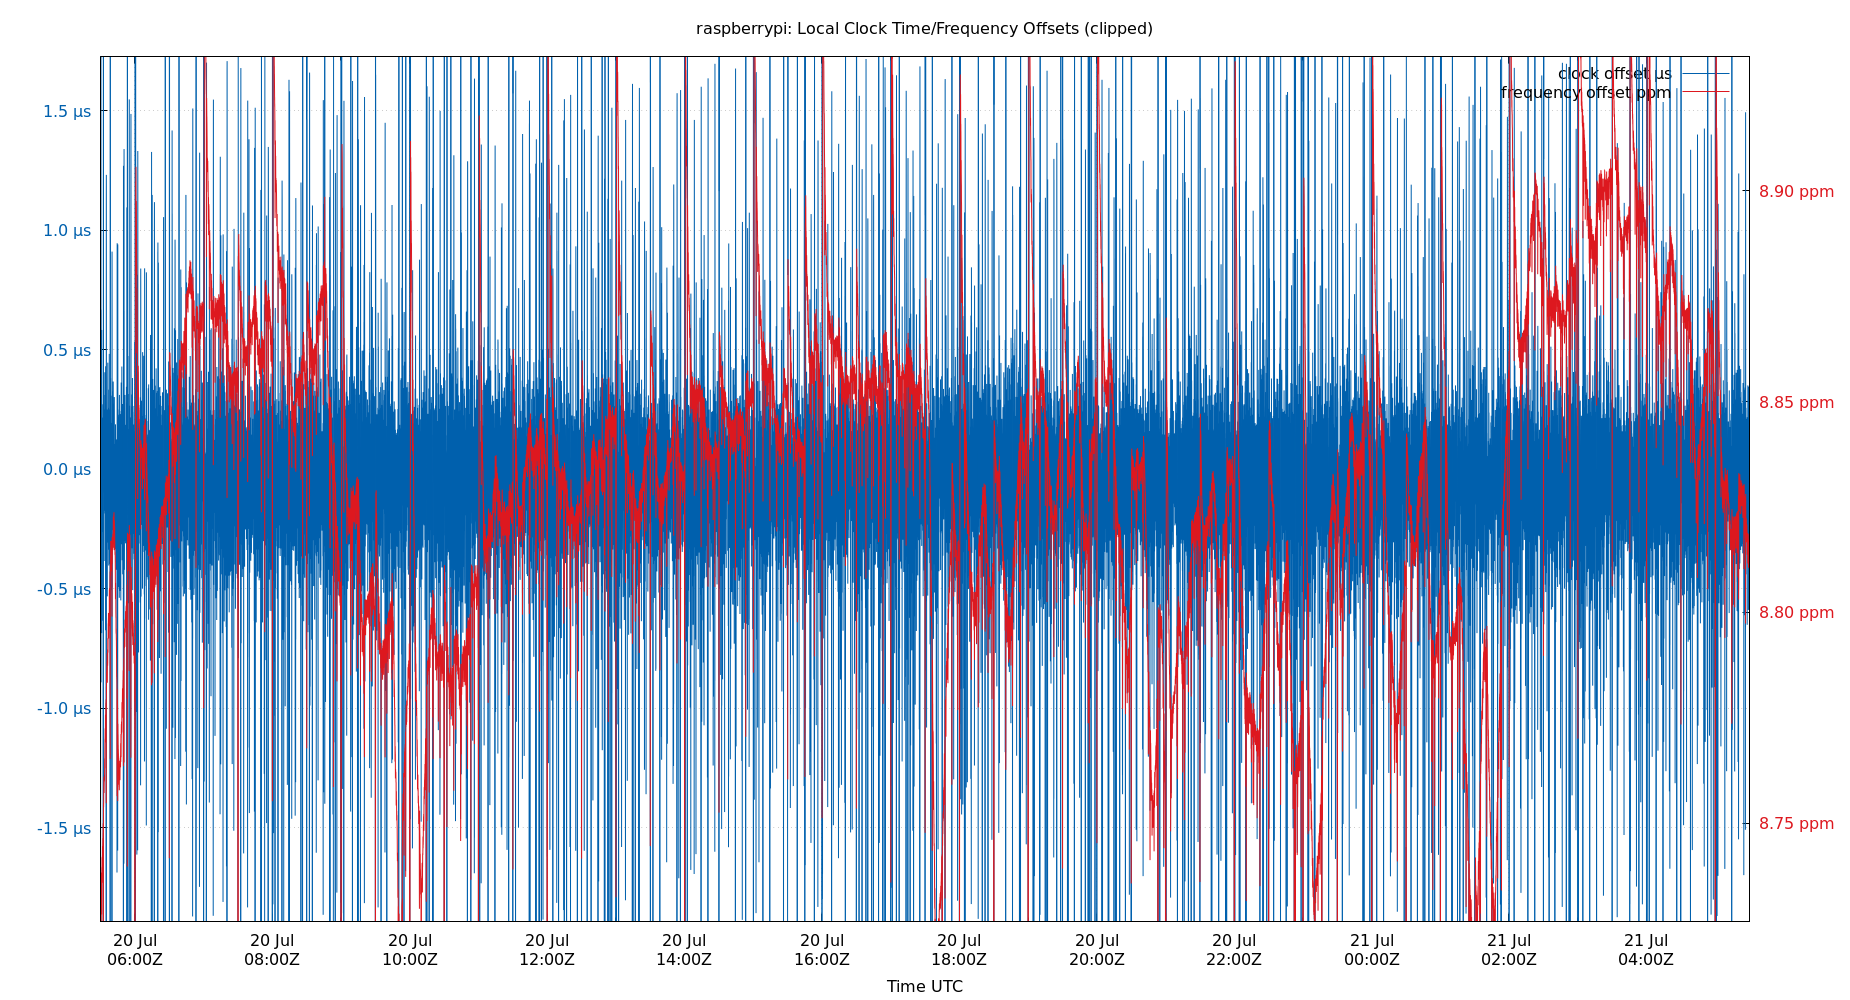 raspberrypi: Local Clock Time/Frequency Offsets (clipped)
clock offset µs
frequency offset ppm
1.5 µs
1.0 µs
0.5 µs
0.0 µs
-0.5 µs
-1.0 µs
-1.5 µs
8.90 ppm
8.85 ppm
8.80 ppm
8.75 ppm
20 Jul 20 Jul 20 Jul 20 Jul 20 Jul 20 Jul 20 Jul 20 Jul 20 Jul 21 Jul 21 Jul 21 Jul
06:00Z 08:00Z 10:00Z 12:00Z 14:00Z 16:00Z 18:00Z 20:00Z 22:00Z 00:00Z 02:00Z 04:00Z
Time UTC